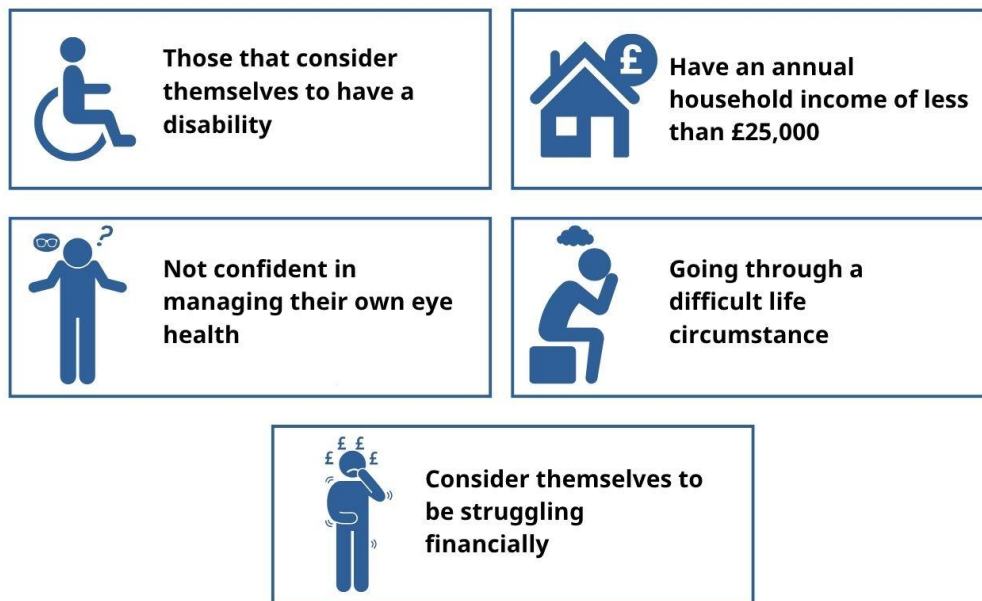 Those that consider
themselves to have a
disability
£
Have an annual
household income of less
than £25,000
?
Not confident in
managing their own eye
health
Going through a
difficult life
circumstance
£ £ £ £
Consider themselves to
be struggling
financially